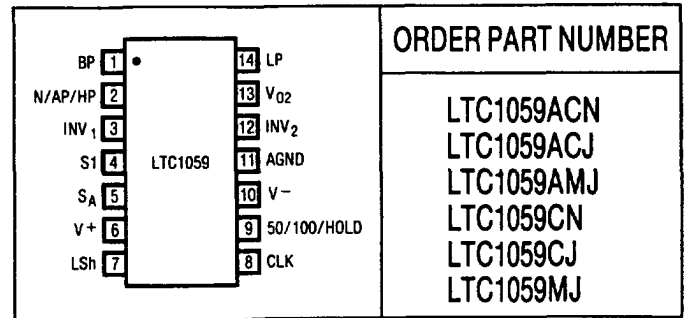 BP 1 14 LP
N/AP/HP 2 13 V02
INV1 3 12 INV2
S1 4 LTC1059 11 AGND
SA 5 10 V−
V+ 6 9 50/100/HOLD
LSh 7 8 CLK
ORDER PART NUMBER
LTC1059ACN
LTC1059ACJ
LTC1059AMJ
LTC1059CN
LTC1059CJ
LTC1059MJ